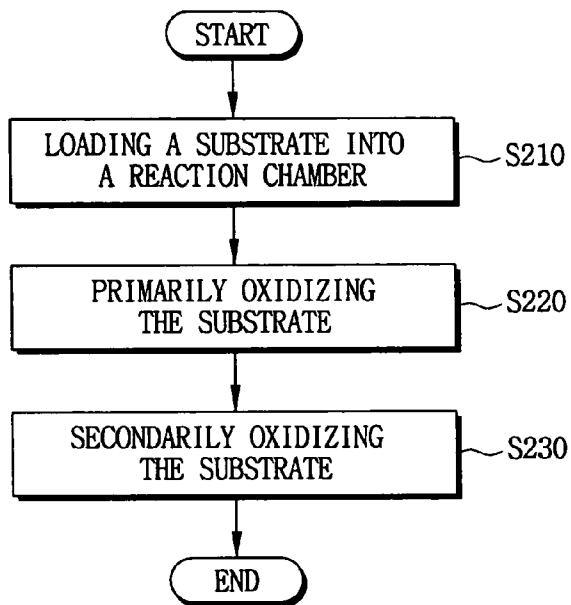 START
LOADING A SUBSTRATE INTO
A REACTION CHAMBER
S210
PRIMARILY OXIDIZING
THE SUBSTRATE
S220
SECONDARILY OXIDIZING
THE SUBSTRATE
S230
END